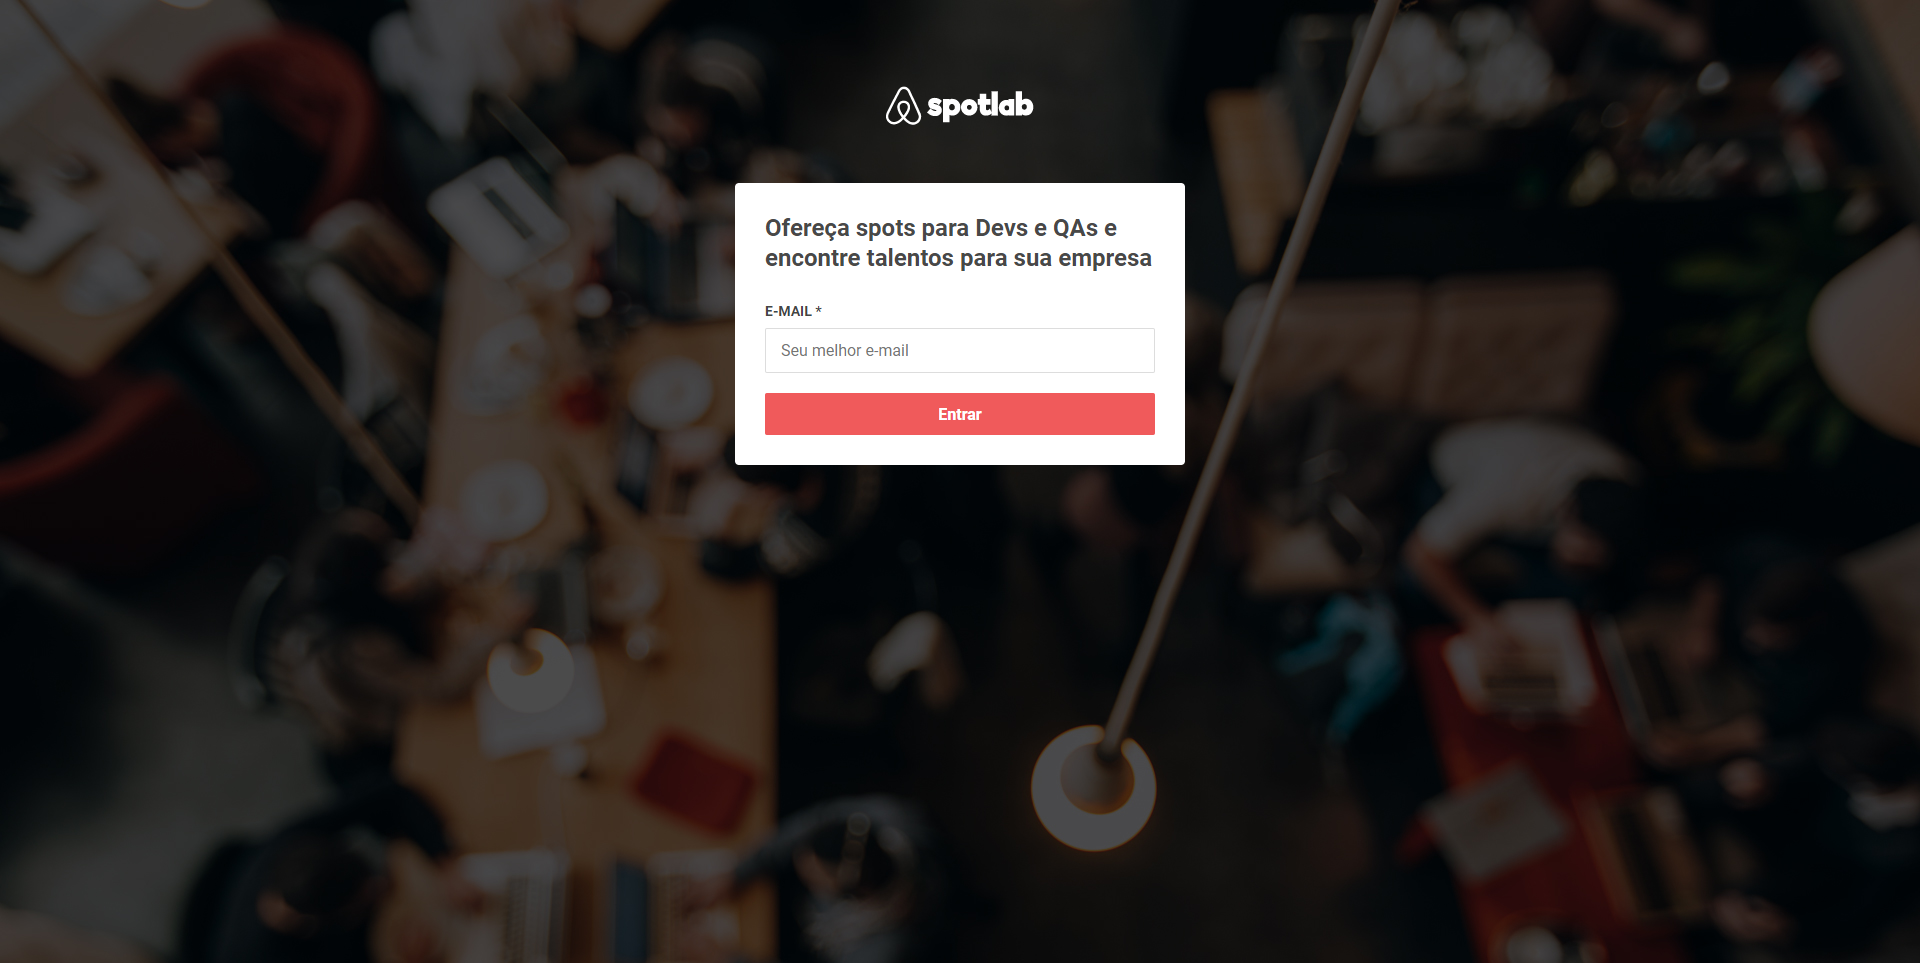 spotlab
Ofereça spots para Devs e QAs e
encontre talentos para sua empresa
E-MAIL *
Seu melhor e-mail
Entrar